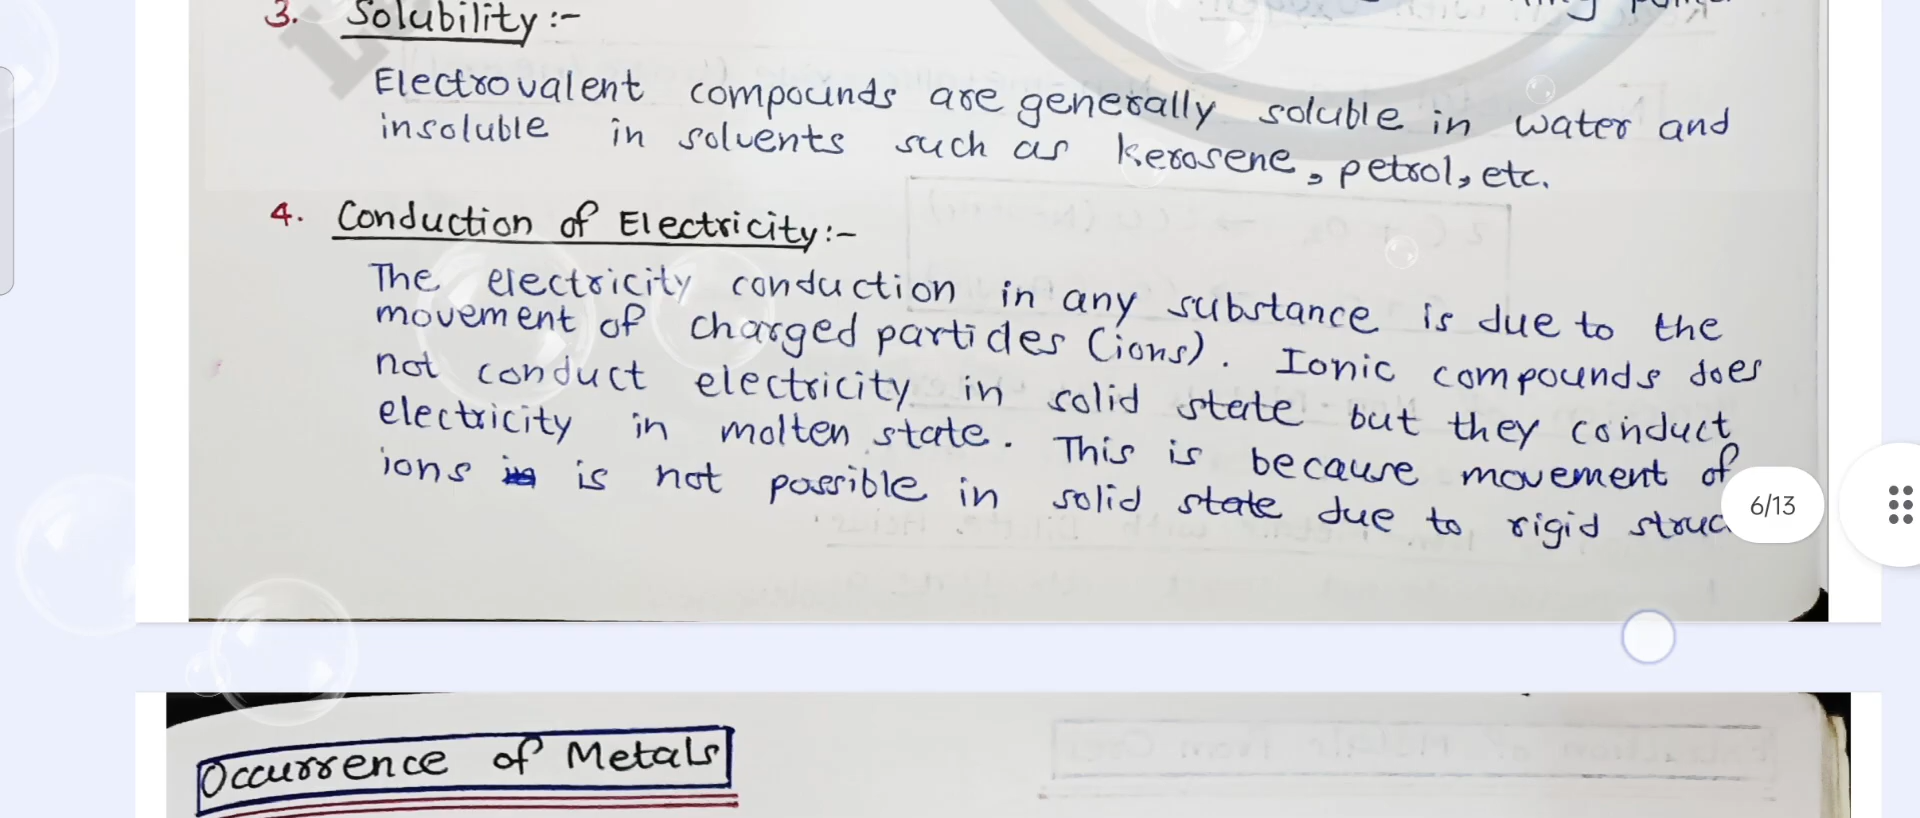 3. Solubility :-
Electrovalent compounds are generally soluble in water and
insoluble in solvents such as kerosene, petrol, etc.
4. Conduction of Electricity :-
The electricity conduction in any substance is due to the
movement of charged particles (ions). Ionic compounds does
not conduct electricity in solid state but they conduct
electricity in molten state. This is because movement of
ions is not possible in solid state due to rigid struc
6/13
Occurrence of Metals